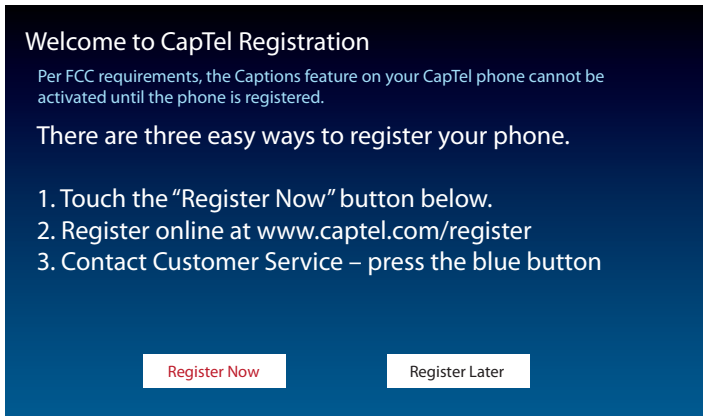 Welcome to CapTel Registration
Per FCC requirements, the Captions feature on your CapTel phone cannot be
activated until the phone is registered.
There are three easy ways to register your phone.
1. Touch the “Register Now” button below.
2. Register online at www.captel.com/register
3. Contact Customer Service – press the blue button
Register Now
Register Later